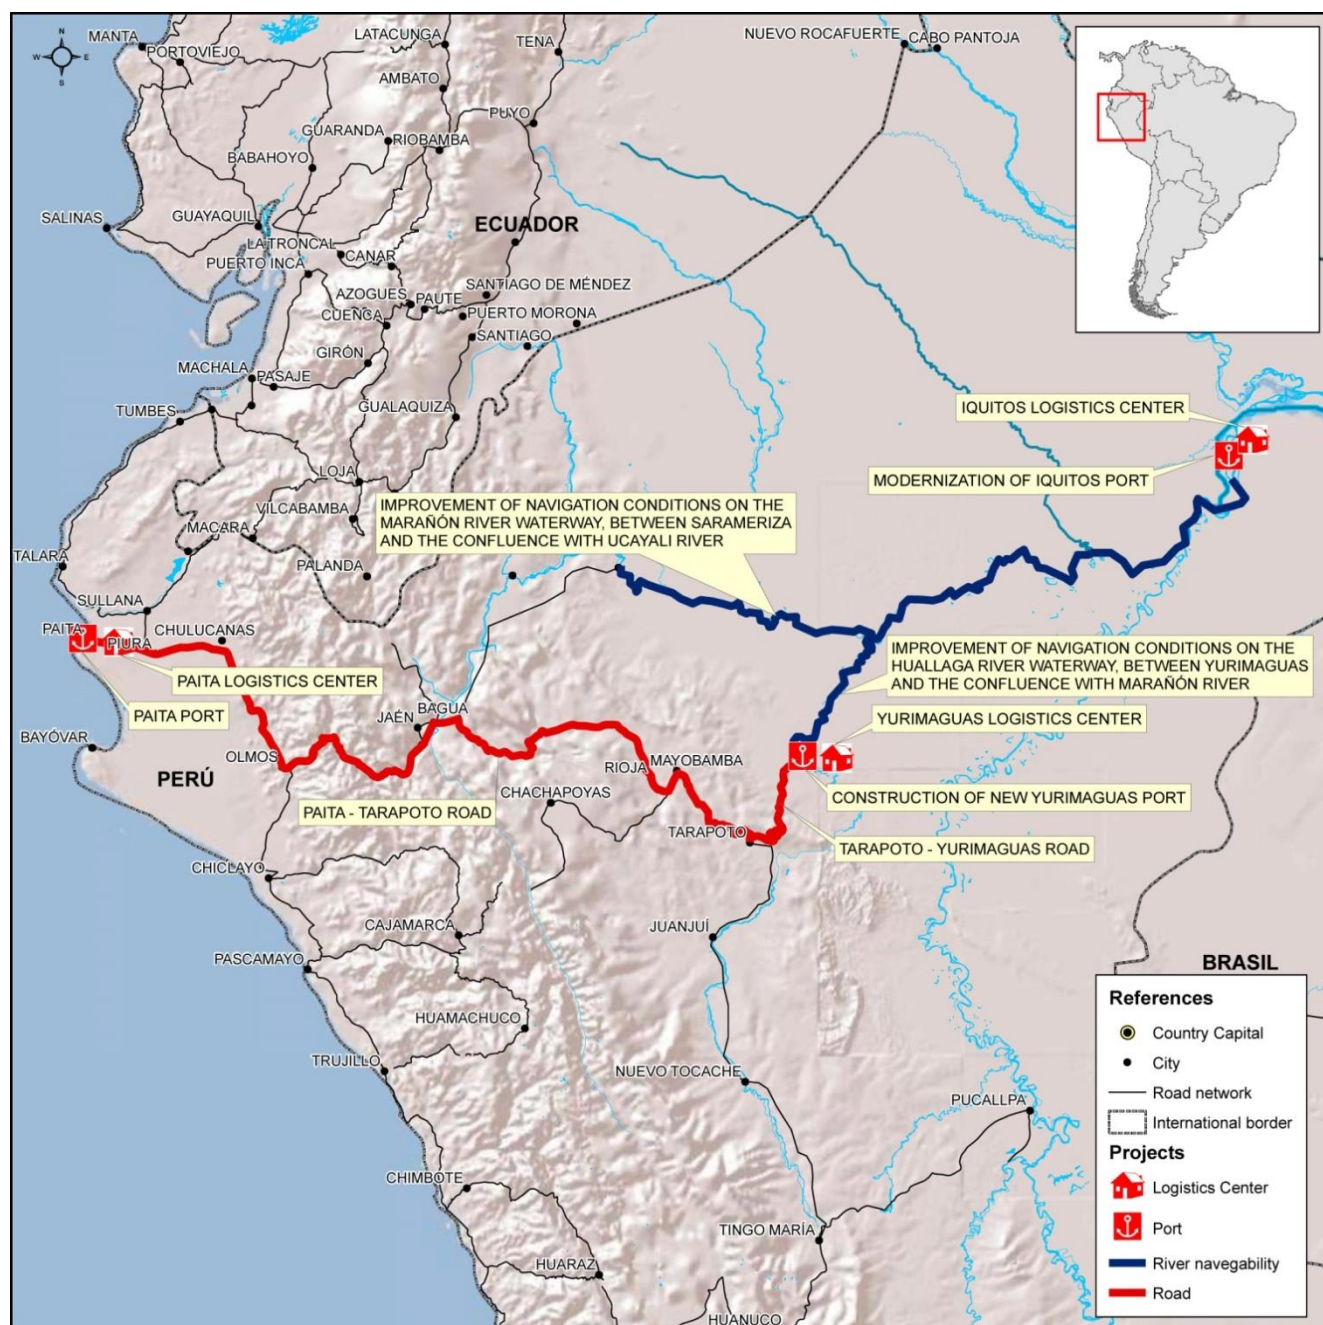 N
W
E
S
MANTA
PORTOVIEJO
LATACUNGA
TENA
NUEVO ROCAFUERTE
CABO PANTOJA
AMBATO
PUYO
GUARANDA
RIOBAMBA
BABAHOYO
SALINAS
GUAYAQUIL
ECUADOR
LA TRONCAL
CAÑAR
PUERTO INCA
AZOGUES
PAUTE
SANTIAGO DE MÉNDEZ
CUENCA
PUERTO MORONA
SANTIAGO
GIRÓN
MACHALA
PASAJE
TUMBES
GUALAQUIZA
IQUITOS LOGISTICS CENTER
MODERNIZATION OF IQUITOS PORT
LOJA
VILCABAMBA
IMPROVEMENT OF NAVIGATION CONDITIONS ON THE
MARAÑÓN RIVER WATERWAY, BETWEEN SARAMERIZA
AND THE CONFLUENCE WITH UCAYALI RIVER
MACARA
TALARA
PALANDA
SULLANA
PAITA
PIURA
CHULUCANAS
PAITA LOGISTICS CENTER
PAITA PORT
IMPROVEMENT OF NAVIGATION CONDITIONS ON THE
HUALLAGA RIVER WATERWAY, BETWEEN YURIMAGUAS
AND THE CONFLUENCE WITH MARAÑÓN RIVER
JAÉN
BAGUA
YURIMAGUAS LOGISTICS CENTER
BAYÓVAR
OLMOS
PERÚ
RIOJA
MAYOBAMBA
CHACHAPOYAS
CONSTRUCTION OF NEW YURIMAGUAS PORT
PAITA - TARAPOTO ROAD
TARAPOTO
TARAPOTO - YURIMAGUAS ROAD
CHICLAYO
CAJAMARCA
JUANJUÍ
PASCAMAYO
BRASIL
HUAMACHUCO
TRUJILLO
NUEVO TOCACHE
PUCALLPA
CHIMBOTE
TINGO MARÍA
HUARAZ
HUANUCO
References
Country Capital
City
Road network
International border
Projects
Logistics Center
Port
River navegability
Road